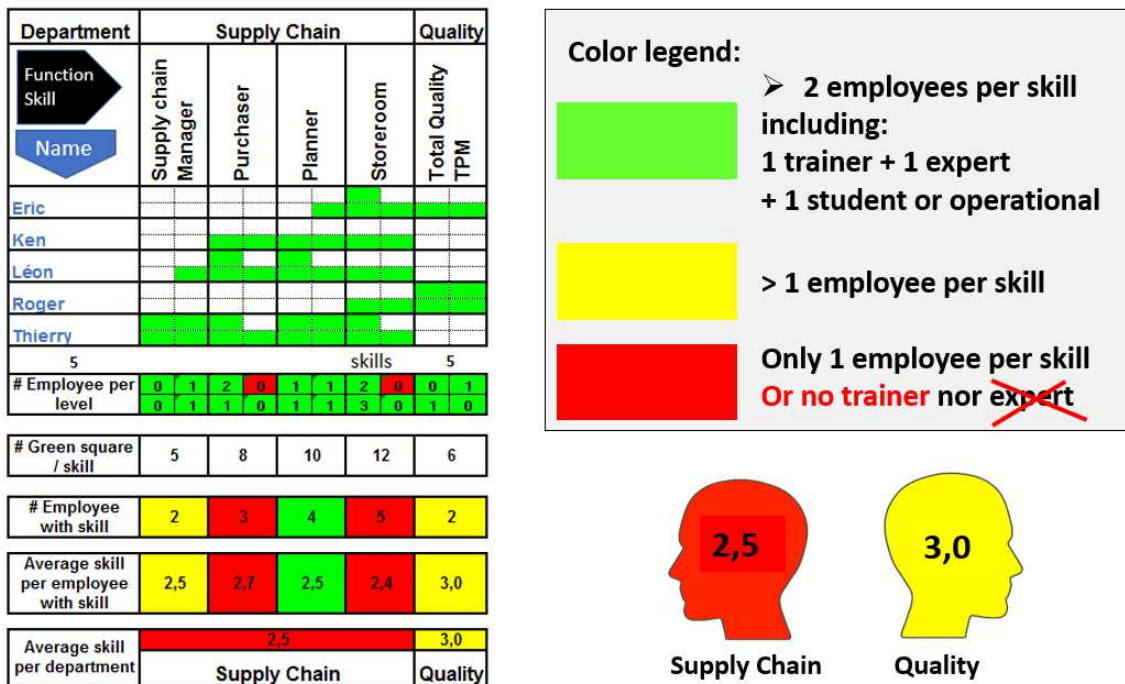 Department Supply Chain Quality
Function
Skill
Name
Supply chain
Manager
Purchaser
Planner
Storeroom
Total Quality
TPM
Eric
Ken
Léon
Roger
Thierry
5 skills 5
# Employee per
level
0 1 2 0 1 1 2 0 0 1
0 1 1 0 1 1 3 0 1 0
# Green square
/ skill
5 8 10 12 6
# Employee
with skill
2 3 4 5 2
Average skill
per employee
with skill
2,5 2,7 2,5 2,4 3,0
Average skill
per department
2,5 3,0
Supply Chain Quality
Color legend:
➢ 2 employees per skill
including:
1 trainer + 1 expert
+ 1 student or operational
> 1 employee per skill
Only 1 employee per skill
Or no trainer nor expert
2,5
3,0
Supply Chain
Quality